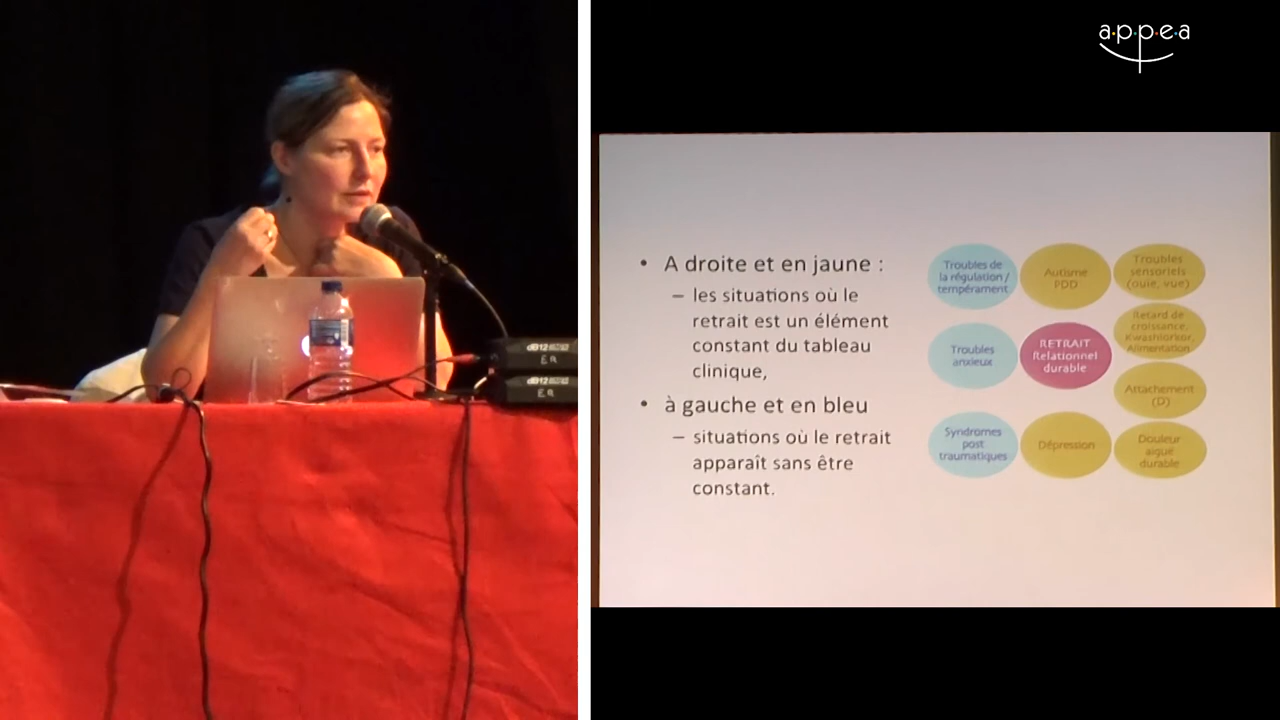 a·p·p·e·a
• A droite et en jaune :
– les situations où le
retrait est un élément
constant du tableau
clinique,
• à gauche et en bleu
– situations où le retrait
apparaît sans être
constant.
Troubles de
la régulation /
tempérament
Autisme
PDD
Troubles
sensoriels
(ouie, vue)
Retard de
croissance,
Kwashiorkor,
Alimentation
Troubles
anxieux
RETRAIT
Relationnel
durable
Attachement
(D)
Syndromes
post
traumatiques
Dépression
Douleur
aiguë
durable
ER
ER